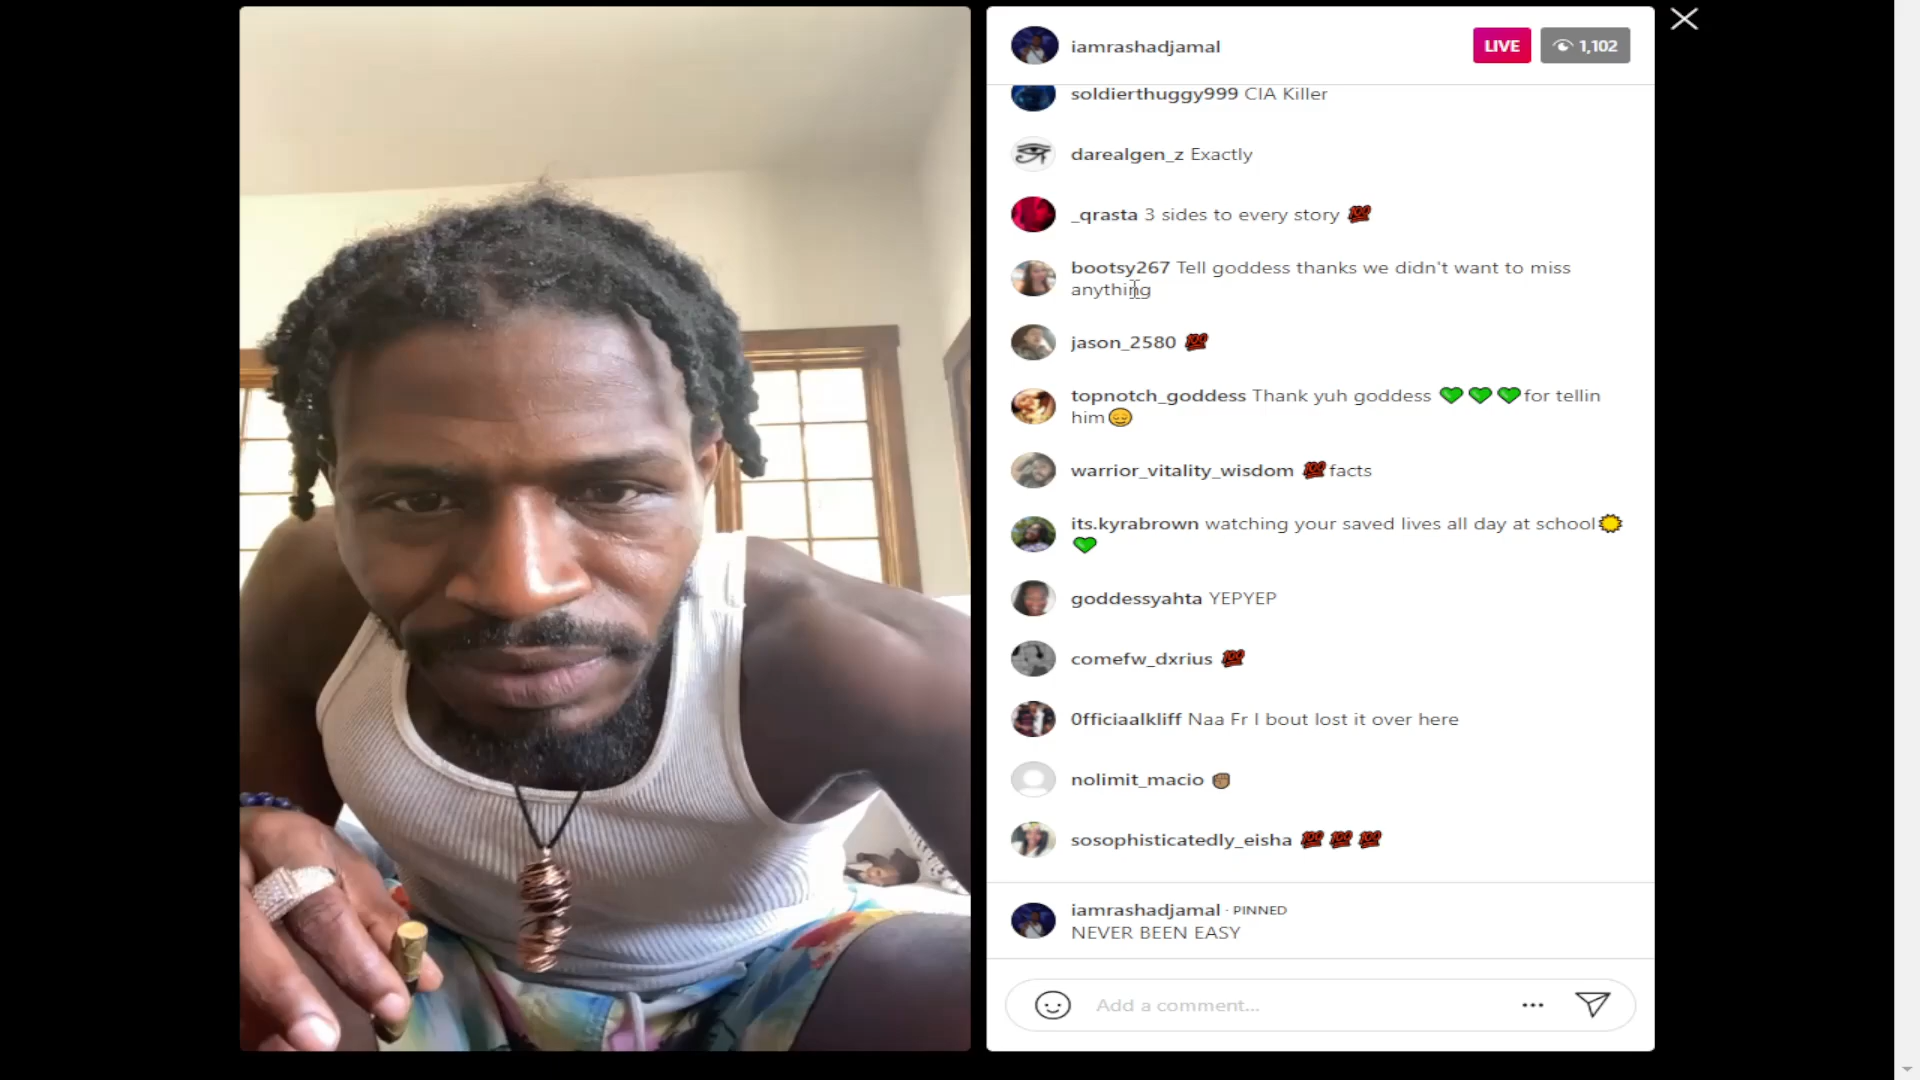 iamrashadjamal
LIVE
1,102
soldierthuggy999 CIA Killer
darealgen_z Exactly
_qrasta 3 sides to every story 💯
bootsy267 Tell goddess thanks we didn't want to miss
anything
jason_2580 💯
topnotch_goddess Thank yuh goddess 💚💚💚for tellin
him😌
warrior_vitality_wisdom 💯facts
its.kyrabrown watching your saved lives all day at school🌞
💚
goddessyahta YEPYEP
comefw_dxrius 💯
0fficiaalkliff Naa Fr I bout lost it over here
nolimit_macio ✊🏾
sosophisticatedly_eisha 💯💯💯
iamrashadjamal · PINNED
NEVER BEEN EASY
Add a comment...